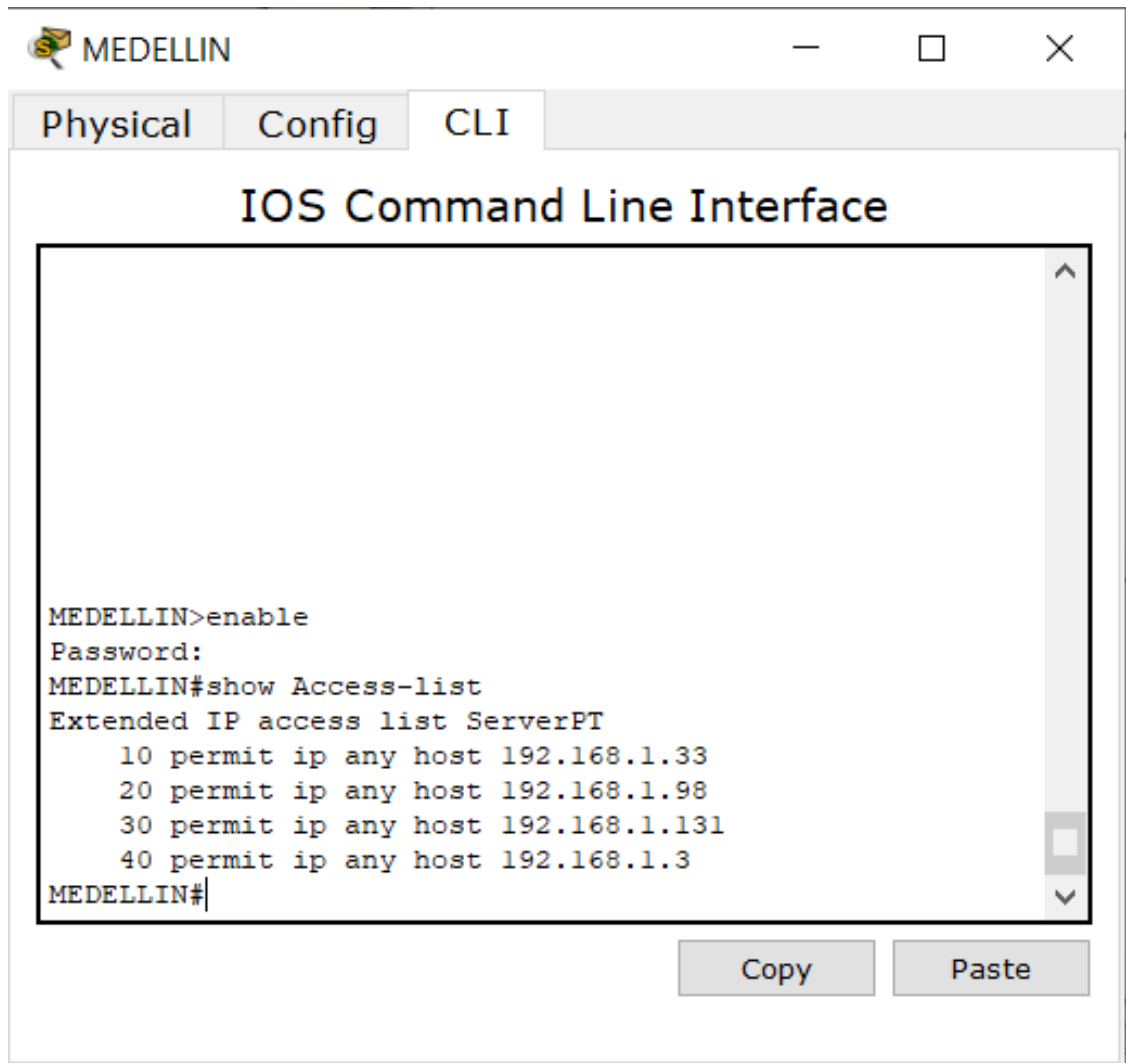 MEDELLIN
Physical Config CLI
IOS Command Line Interface
MEDELLIN>enable
Password:
MEDELLIN#show Access-list
Extended IP access list ServerPT
    10 permit ip any host 192.168.1.33
    20 permit ip any host 192.168.1.98
    30 permit ip any host 192.168.1.131
    40 permit ip any host 192.168.1.3
MEDELLIN#
Copy Paste